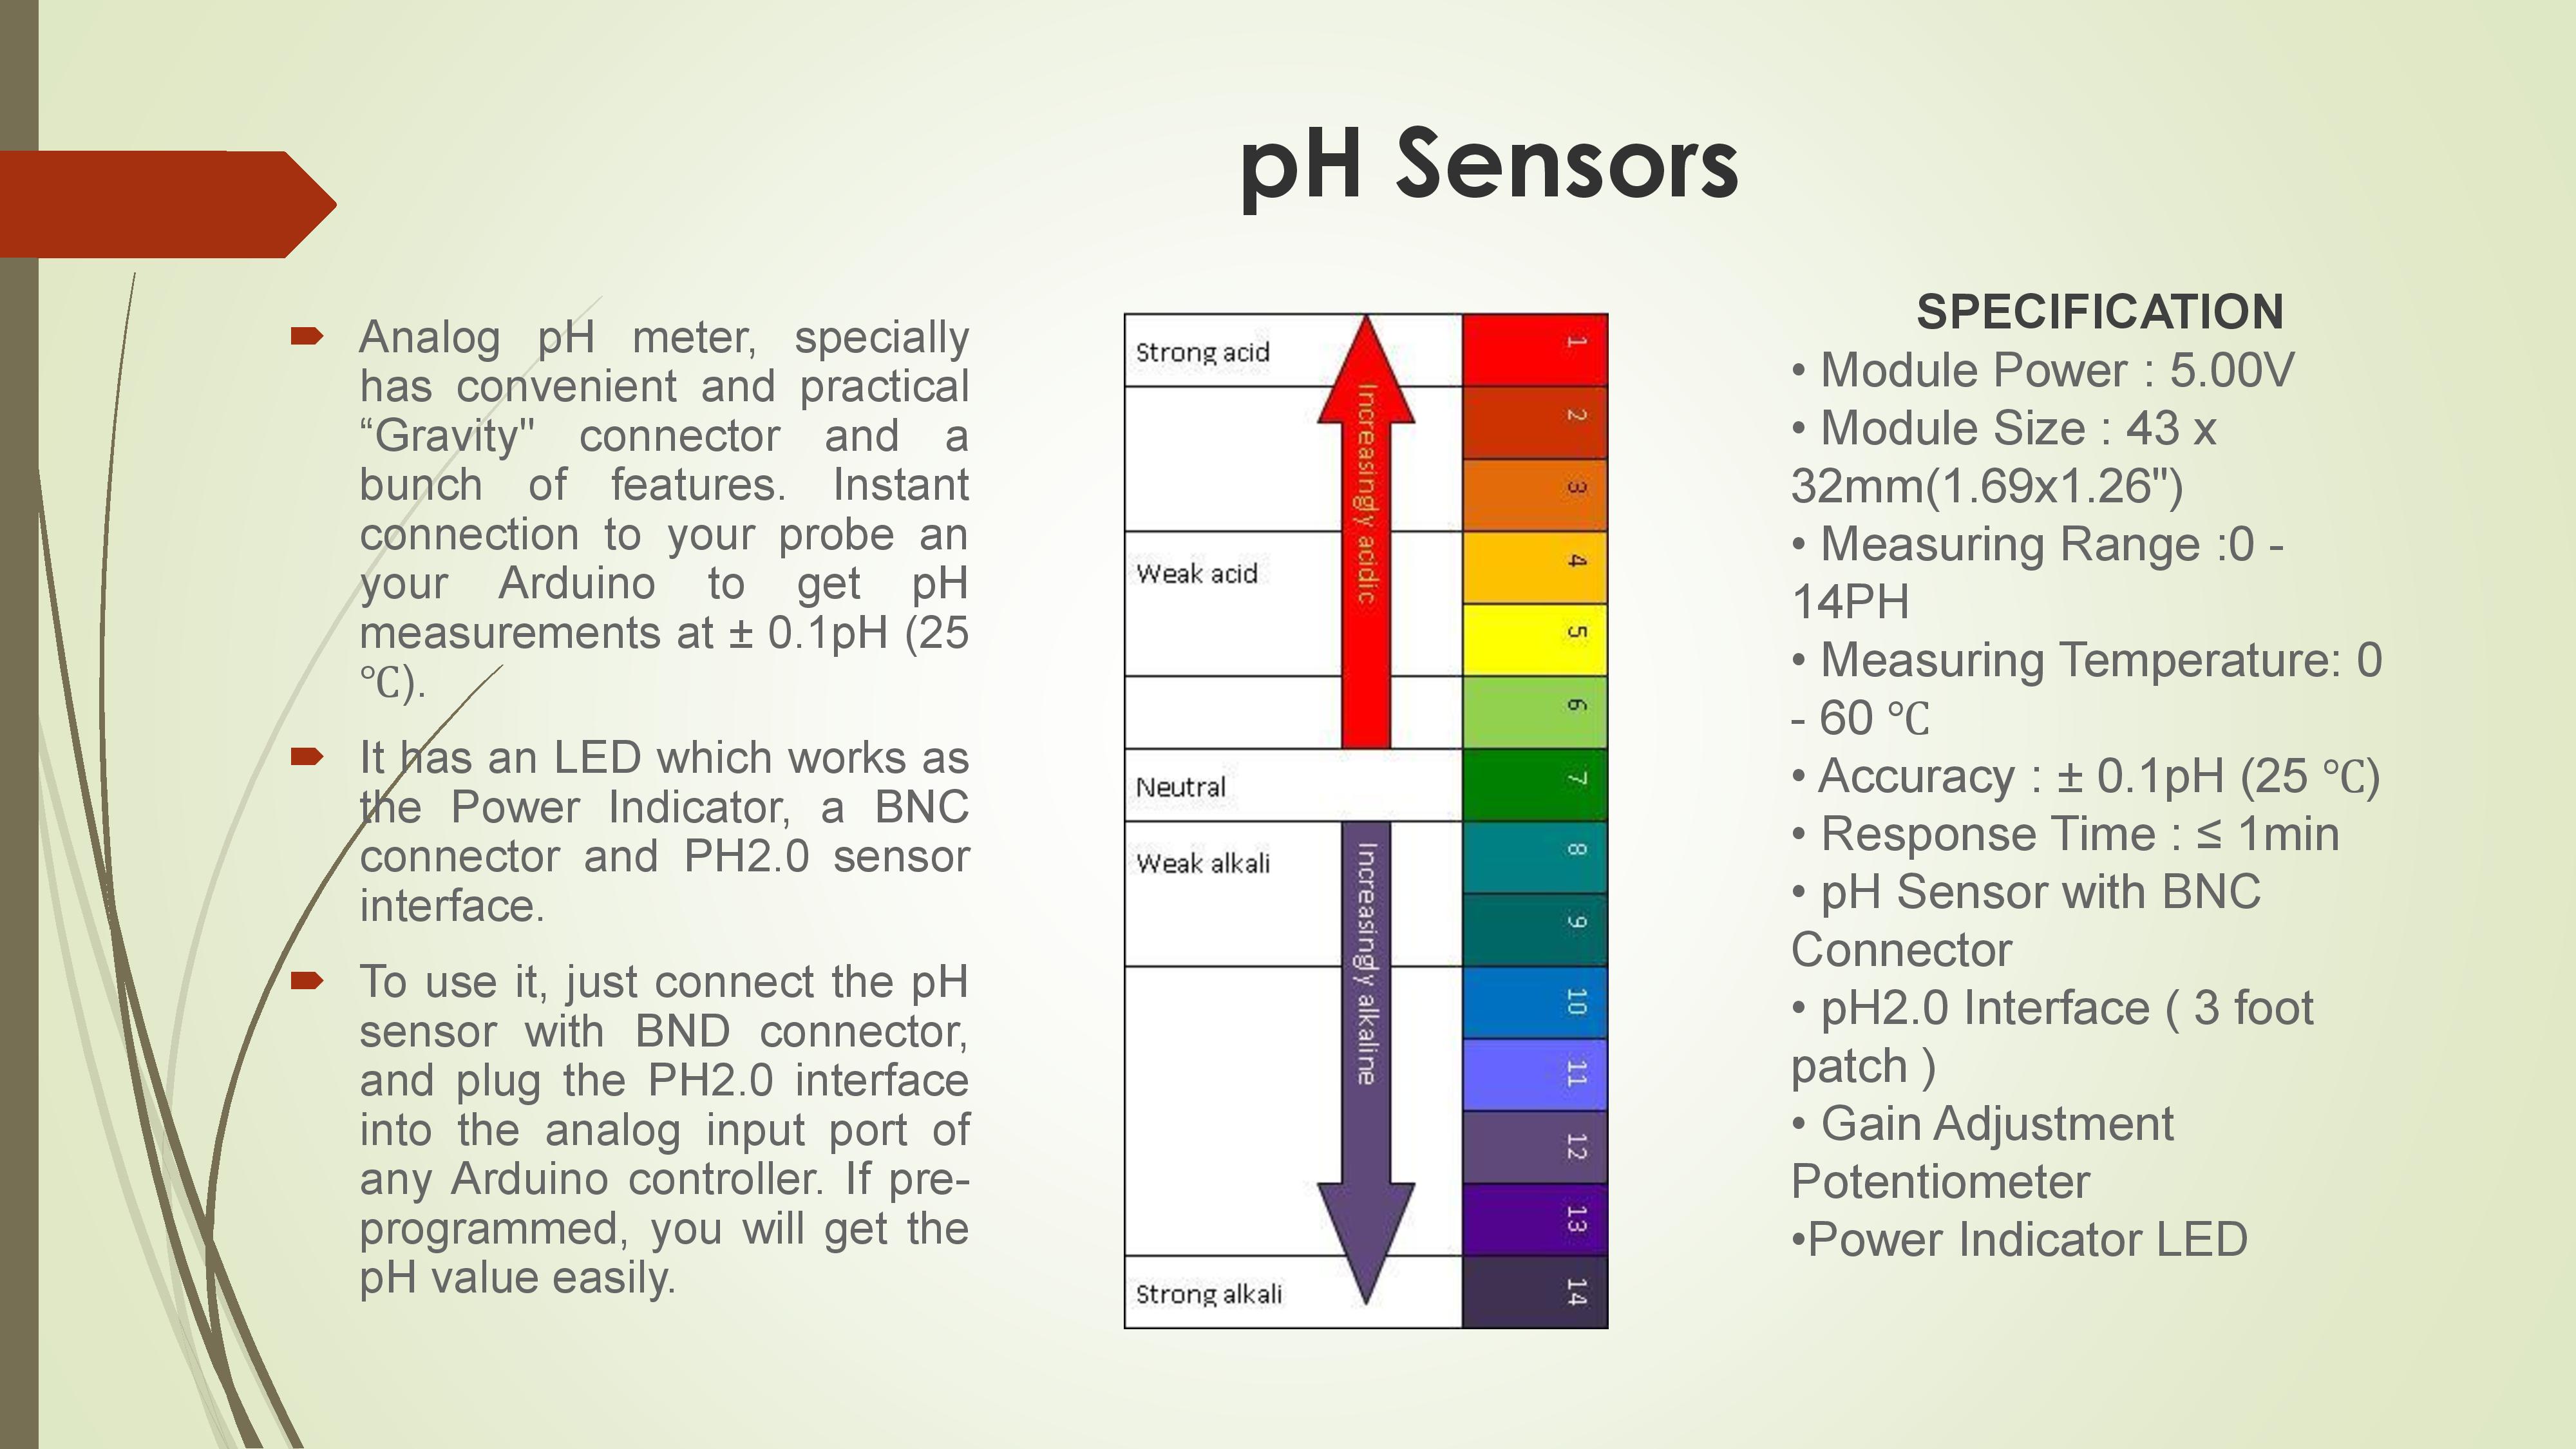 pH Sensors
Analog pH meter, specially
has convenient and practical
“Gravity" connector and a
bunch of features. Instant
connection to your probe an
your Arduino to get pH
measurements at ± 0.1pH (25
℃).
It has an LED which works as
the Power Indicator, a BNC
connector and PH2.0 sensor
interface.
To use it, just connect the pH
sensor with BND connector,
and plug the PH2.0 interface
into the analog input port of
any Arduino controller. If pre-
programmed, you will get the
pH value easily.
Strong acid
Weak acid
Neutral
Weak alkali
Strong alkali
Increasingly acidic
Increasingly alkaline
1
2
3
4
5
6
7
8
9
10
11
12
13
14
SPECIFICATION
• Module Power : 5.00V
• Module Size : 43 x
32mm(1.69x1.26")
• Measuring Range :0 -
14PH
• Measuring Temperature: 0
- 60 ℃
• Accuracy : ± 0.1pH (25 ℃)
• Response Time : ≤ 1min
• pH Sensor with BNC
Connector
• pH2.0 Interface ( 3 foot
patch )
• Gain Adjustment
Potentiometer
•Power Indicator LED